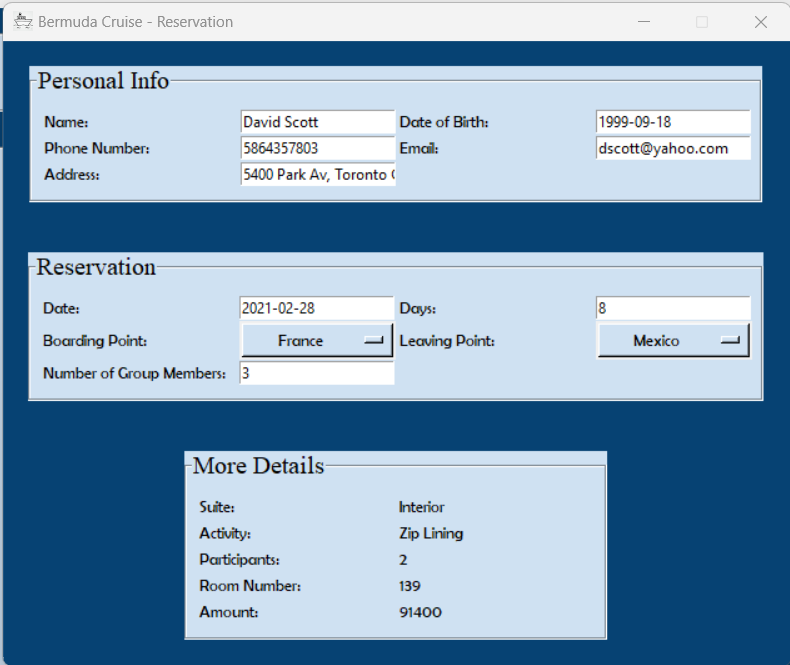 Bermuda Cruise - Reservation
Personal Info
Name: David Scott Date of Birth: 1999-09-18
Phone Number: 5864357803 Email: dscott@yahoo.com
Address: 5400 Park Av, Toronto
Reservation
Date: 2021-02-28 Days: 8
Boarding Point: France Leaving Point: Mexico
Number of Group Members: 3
More Details
Suite: Interior
Activity: Zip Lining
Participants: 2
Room Number: 139
Amount: 91400